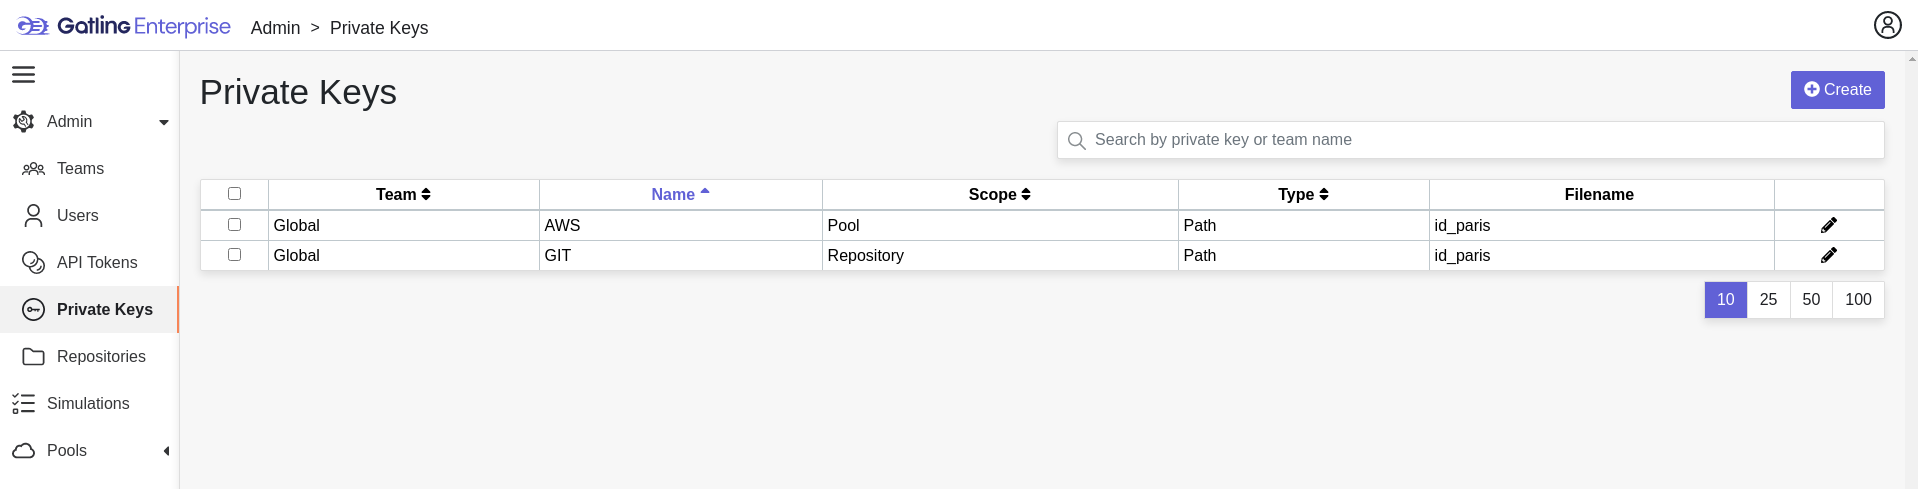 Gatling Enterprise Admin > Private Keys
Private Keys
Create
Search by private key or team name
Admin
Teams
Users
API Tokens
Private Keys
Repositories
Simulations
Pools
Team Name Scope Type Filename
Global AWS Pool Path id_paris
Global GIT Repository Path id_paris
10 25 50 100